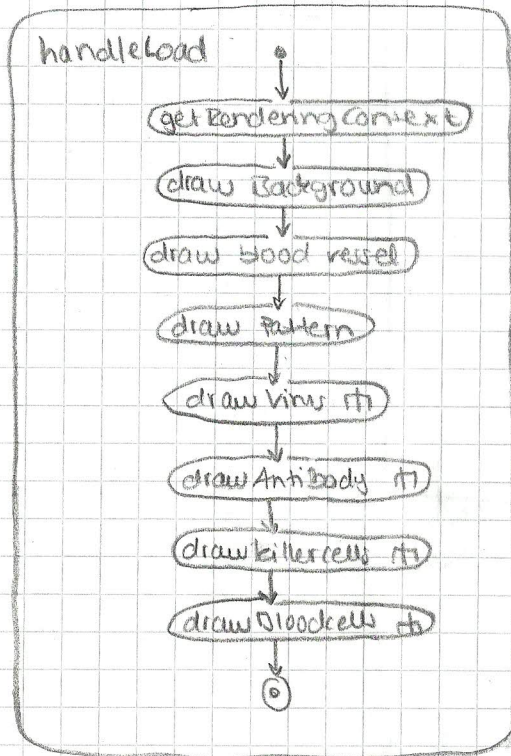 handleLoad
getRenderingContext
draw Background
draw blood vessel
draw Pattern
draw Virus
draw AntiBody
draw killercells
draw Bloodcells